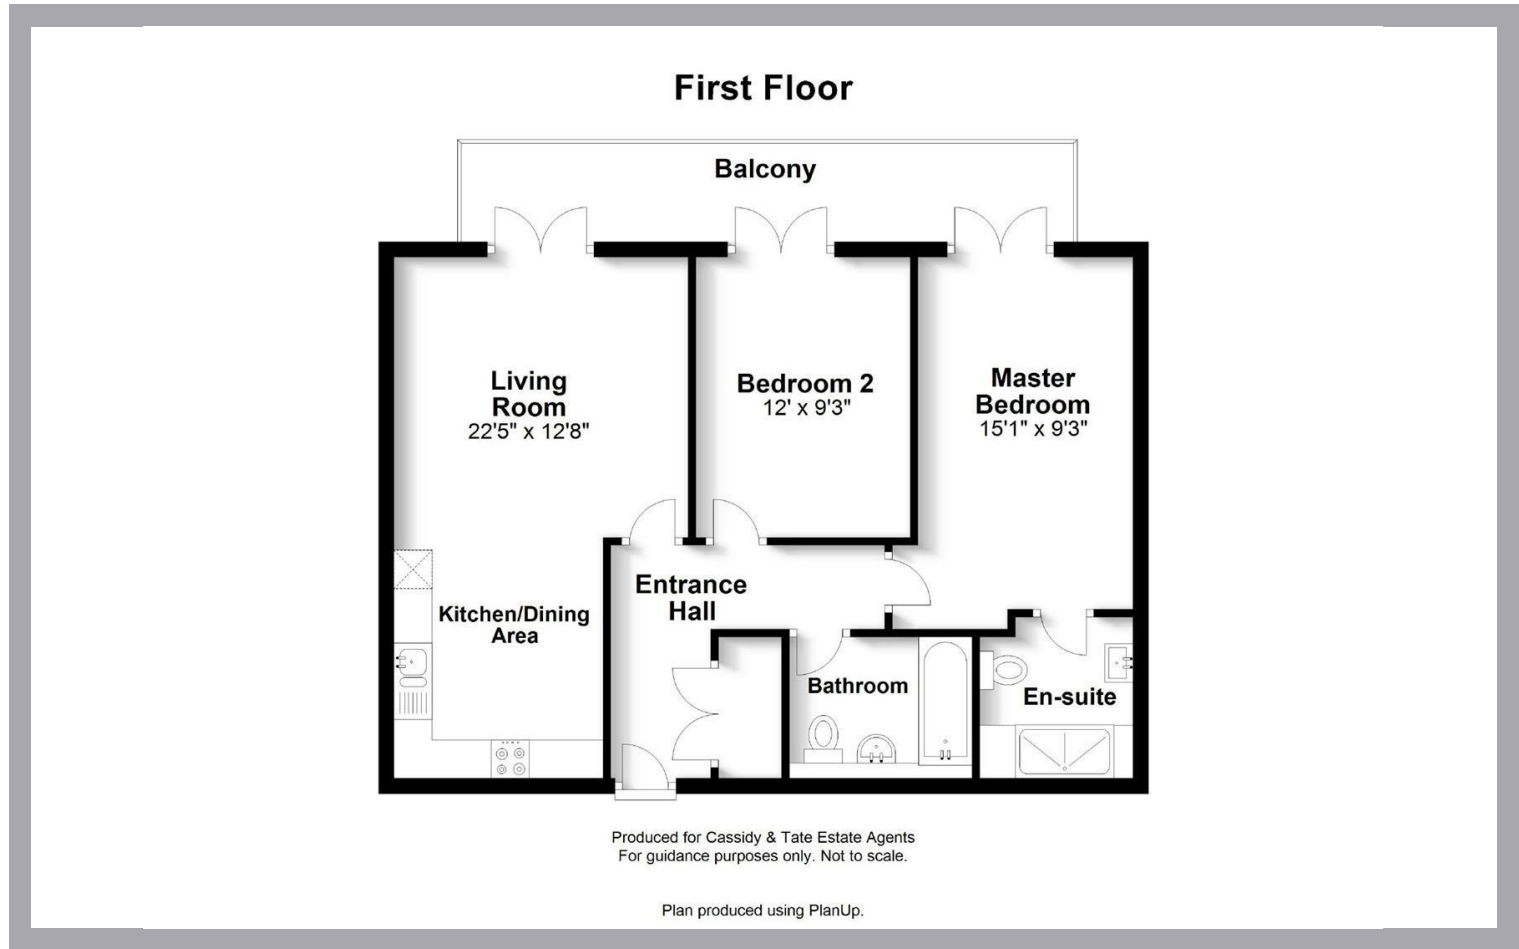 First Floor
Balcony
Living
Room
22'5" x 12'8"
Bedroom 2
12' x 9'3"
Master
Bedroom
15'1" x 9'3"
Entrance
Hall
Kitchen/Dining
Area
Bathroom
En-suite
Produced for Cassidy & Tate Estate Agents
For guidance purposes only. Not to scale.
Plan produced using PlanUp.